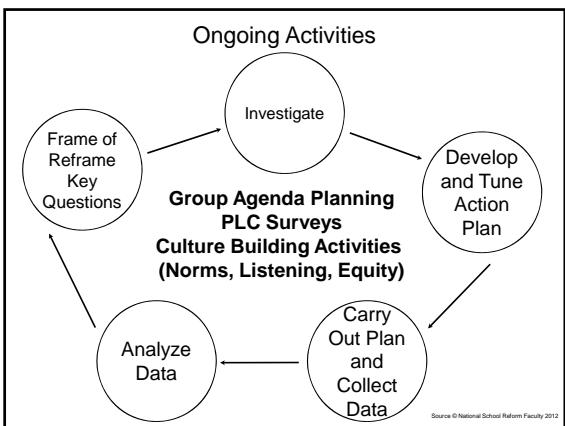 Ongoing Activities
Investigate
Frame of
Reframe
Key
Questions
Develop
and Tune
Action
Plan
Group Agenda Planning
PLC Surveys
Culture Building Activities
(Norms, Listening, Equity)
Carry
Out Plan
and
Collect
Data
Analyze
Data
Source © National School Reform Faculty 2012